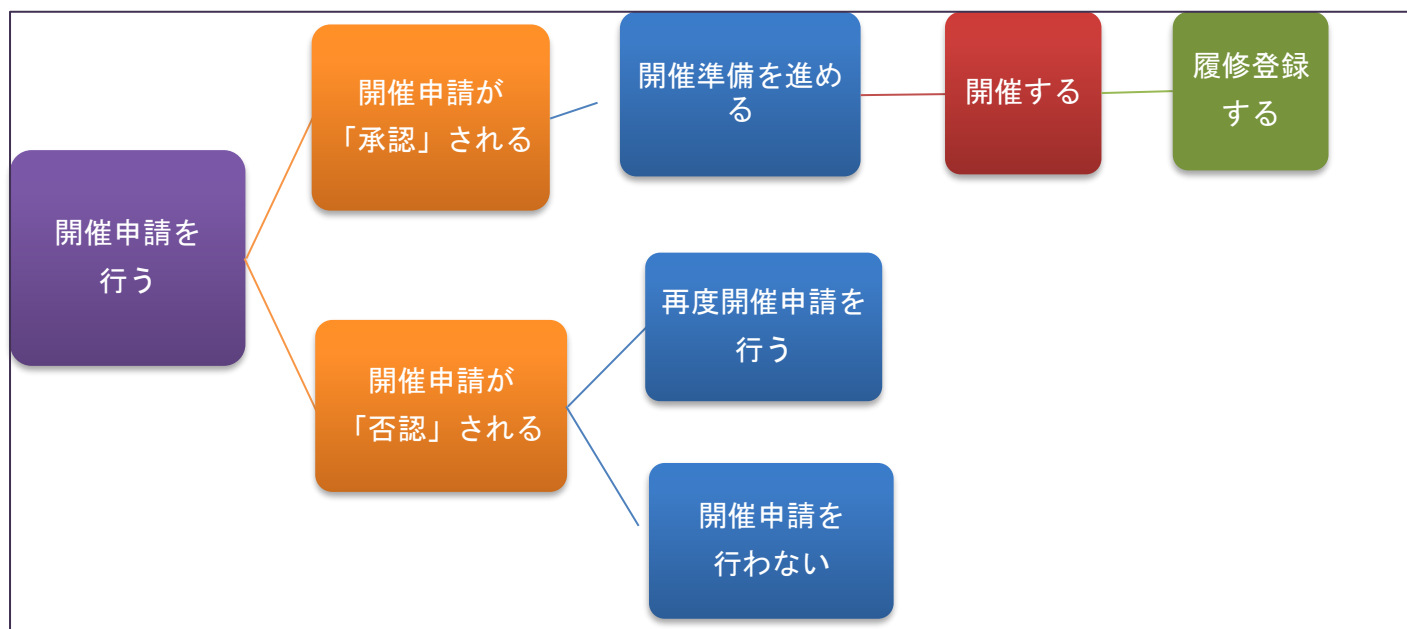 開催申請を
行う
開催申請が
「承認」される
開催準備を進め
る
開催する
履修登録
する
開催申請が
「否認」される
再度開催申請を
行う
開催申請を
行わない